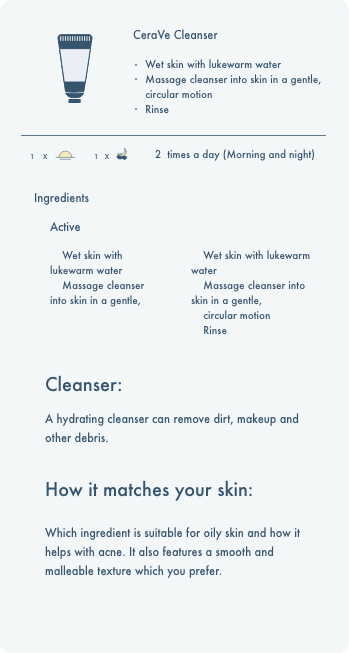 CeraVe Cleanser
· Wet skin with lukewarm water
· Massage cleanser into skin in a gentle,
circular motion
· Rinse
1 x 1 x 2 times a day (Morning and night)
Ingredients
Active
Wet skin with
lukewarm water
Massage cleanser
into skin in a gentle,
Wet skin with lukewarm
water
Massage cleanser into
skin in a gentle,
circular motion
Rinse
Cleanser:
A hydrating cleanser can remove dirt, makeup and
other debris.
How it matches your skin:
Which ingredient is suitable for oily skin and how it
helps with acne. It also features a smooth and
malleable texture which you prefer.